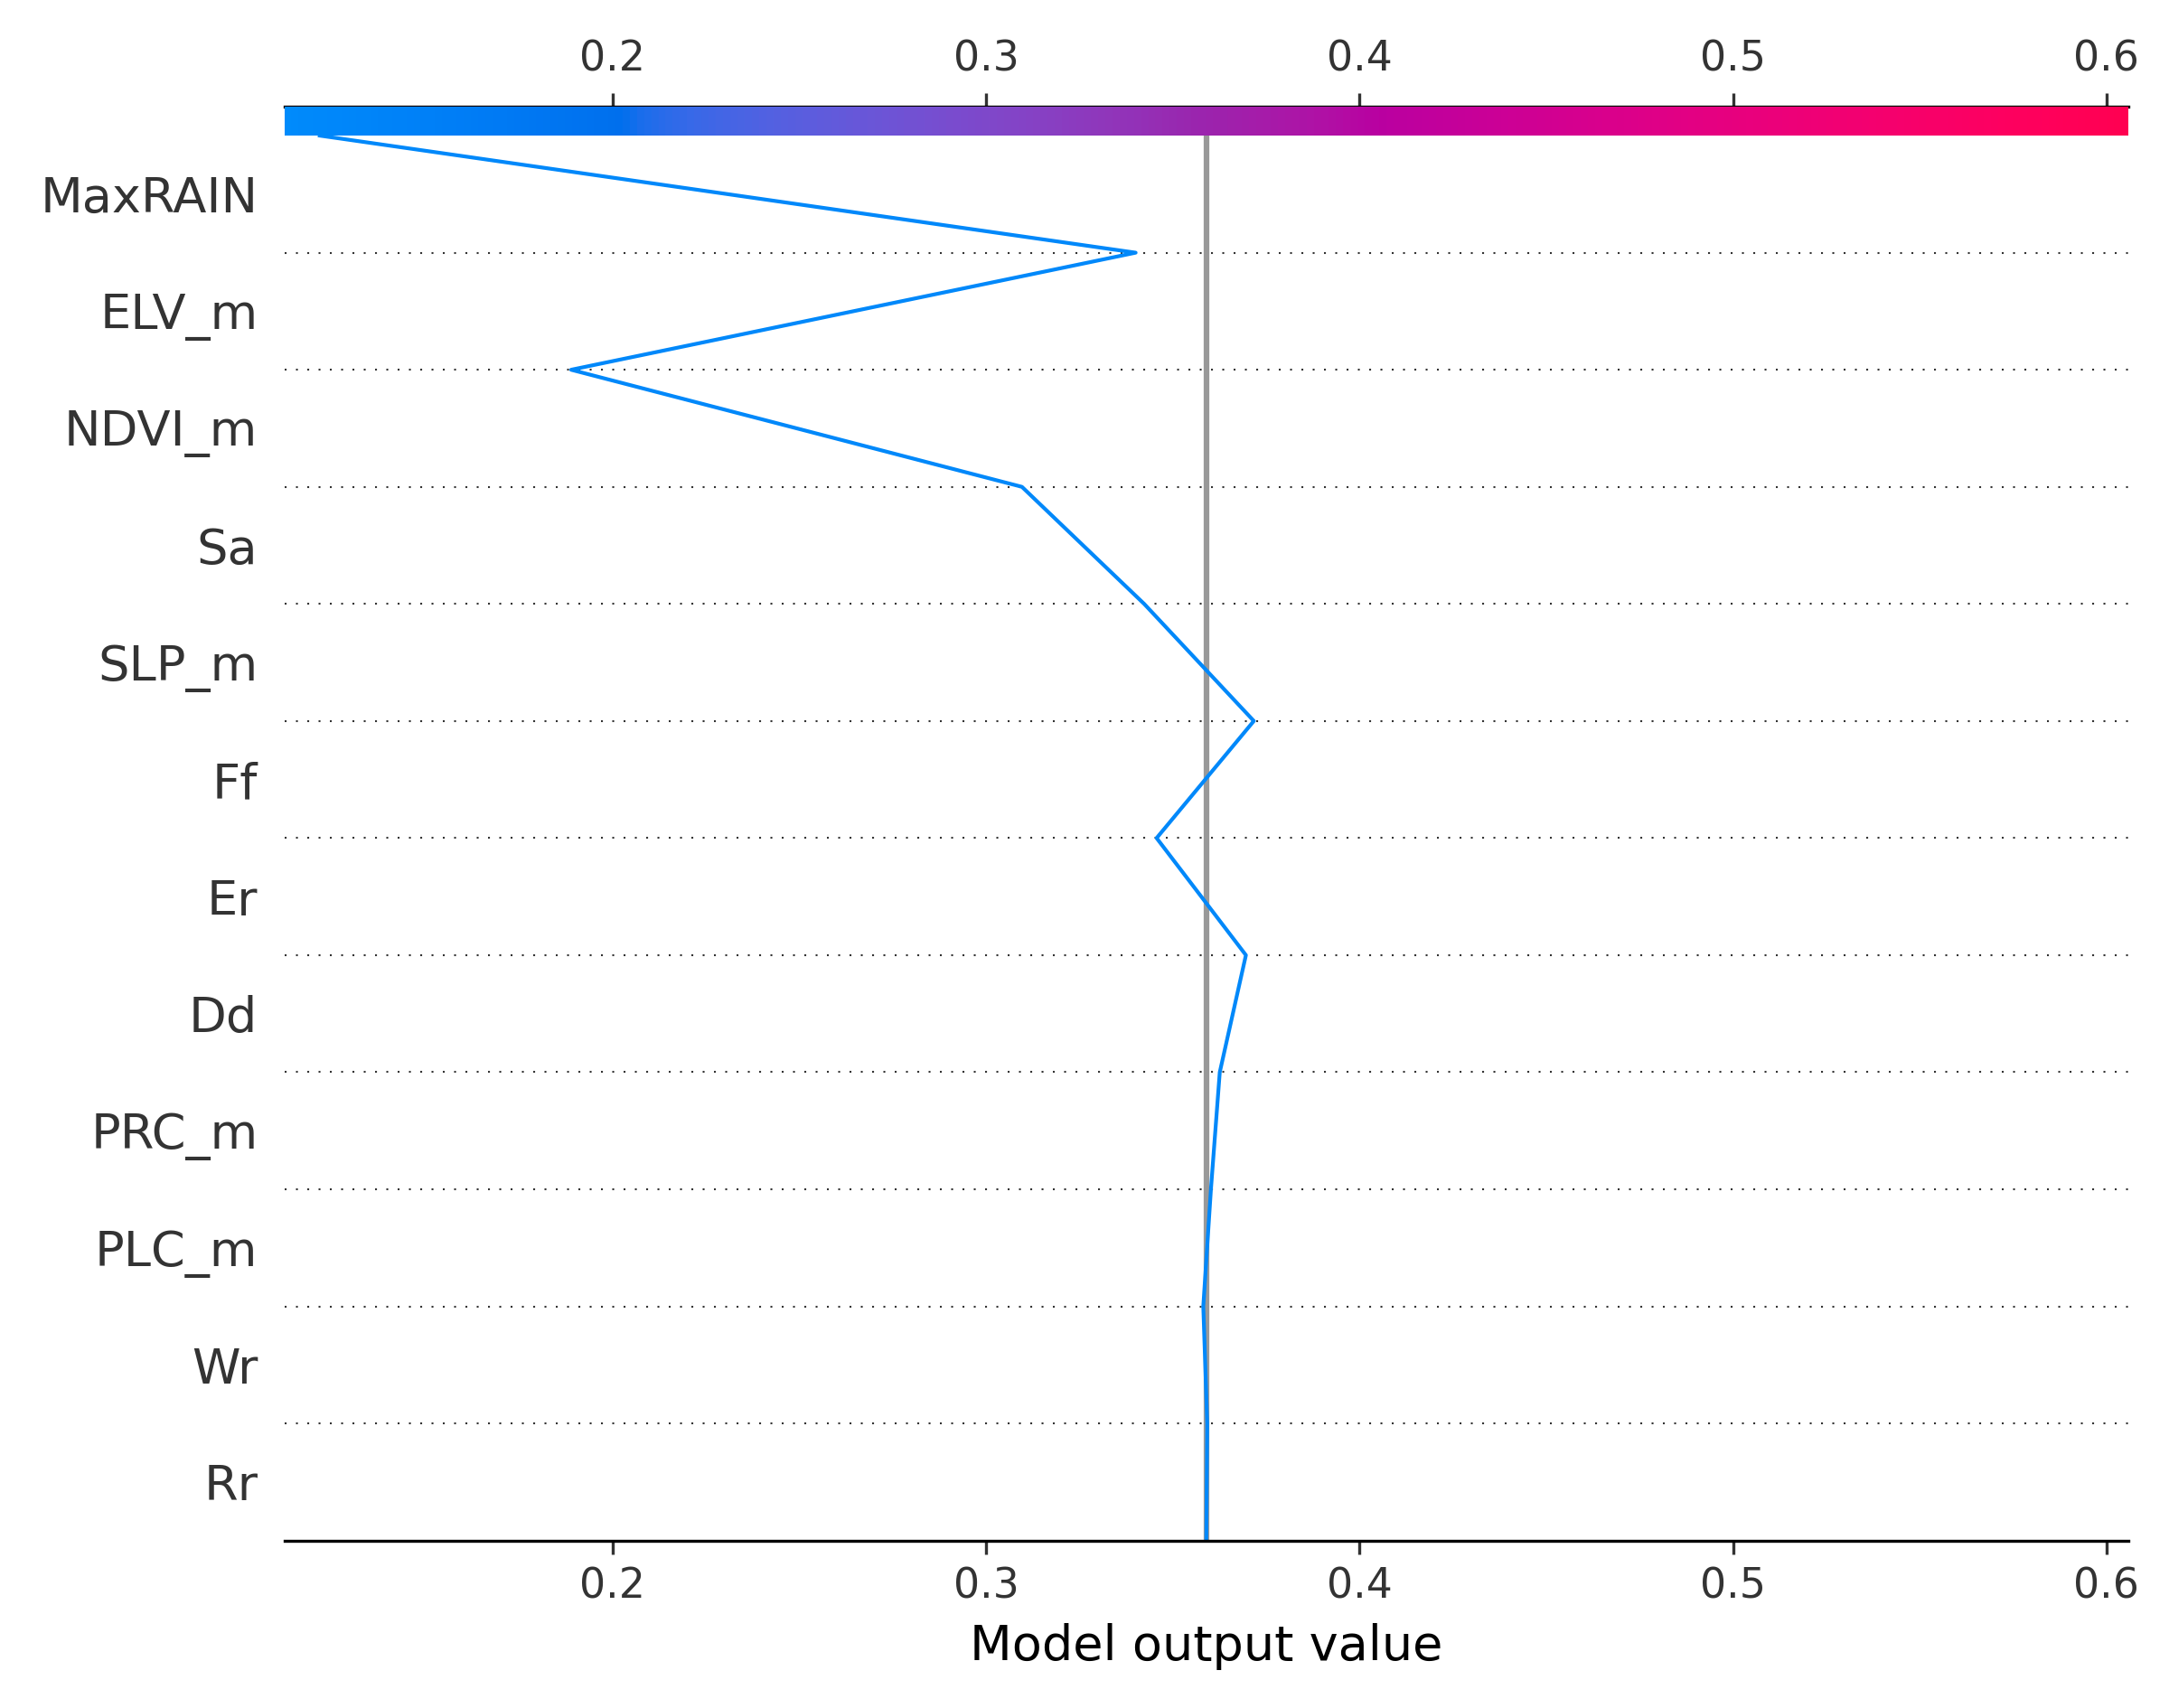 0.2 0.3 0.4 0.5 0.6
MaxRAIN
ELV_m
NDVI_m
Sa
SLP_m
Ff
Er
Dd
PRC_m
PLC_m
Wr
Rr
0.2 0.3 0.4 0.5 0.6
Model output value